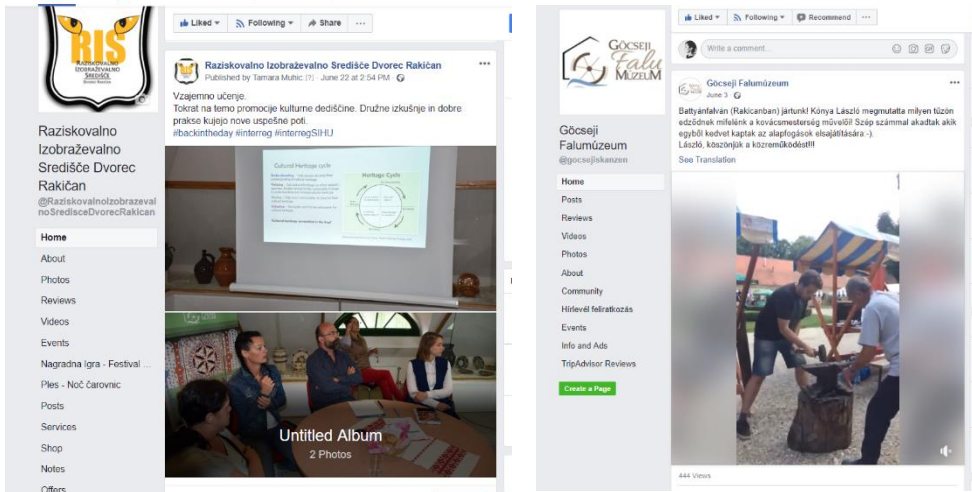 RIS
RAZISKOVALNO
IZOBRAŽEVALNO
SREDIŠČE
Raziskovalno
Izobraževalno
Središče Dvorec
Rakičan
@Raziskovalnolzobrazeval
noSredisceDvorecRakican
Home
About
Photos
Reviews
Videos
Events
Nagradna Igra - Festival ...
Ples - Noč čarovnic
Posts
Services
Shop
Notes
Offers
Liked
Following
Share
Raziskovalno Izobraževalno Središče Dvorec Rakičan
Published by Tamara Muhic [?] · June 22 at 2:54 PM ·
Vzajemno učenje.
Tokrat na temo promocije kulturne dediščine. Družne izkušnje in dobre
prakse kujejo nove uspešne poti.
#backintheday #interreg #interregSIHU
Cultural Heritage cycle
Heritage Cycle
Untitled Album
2 Photos
GÖCSEJI
Falu
MÚZEUM
Göcseji
Falumúzeum
@gocsejiskanzen
Home
Posts
Reviews
Videos
Photos
About
Community
Hírlevél feliratkozás
Events
Info and Ads
TripAdvisor Reviews
Create a Page
Liked
Following
Recommend
Write a comment...
Göcseji Falumúzeum
June 3 ·
Battyánfalván (Rakicanban) jártunk! Kónya László megmutatta milyen tűzön
edződnek mifelénk a kovácsmesterség művelői! Szép számmal akadtak akik
egyből kedvet kaptak az alapfogások elsajátítására:-).
László, köszönjük a közreműködést!!!
See Translation
444 Views